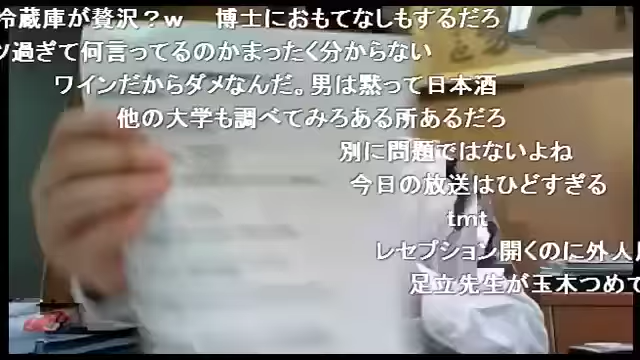 冷蔵庫が贅沢？w 博士におもてなしもするだろ
ツ過ぎて何言ってるのかまったく分からない
ワインだからダメなんだ。男は黙って日本酒
他の大学も調べてみろある所あるだろ
別に問題ではないよね
今日の放送はひどすぎる
tmt
レセプション開くのに外人
足立先生が玉木つめて